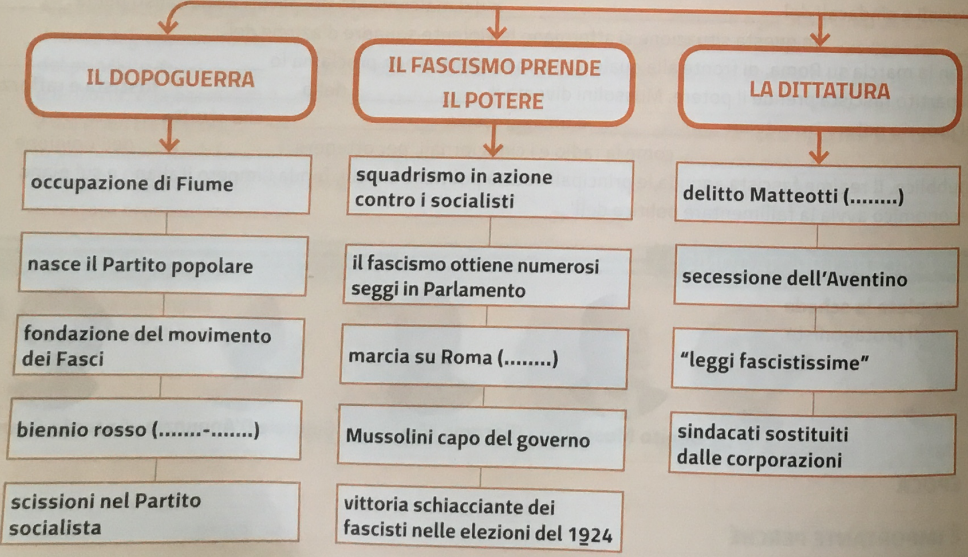 IL DOPOGUERRA
occupazione di Fiume
nasce il Partito popolare
fondazione del movimento
dei Fasci
biennio rosso (.......-.......)
scissioni nel Partito
socialista
IL FASCISMO PRENDE
IL POTERE
squadrismo in azione
contro i socialisti
il fascismo ottiene numerosi
seggi in Parlamento
marcia su Roma (........)
Mussolini capo del governo
vittoria schiacciante dei
fascisti nelle elezioni del 1924
LA DITTATURA
delitto Matteotti (........)
secessione dell'Aventino
“leggi fascistissime”
sindacati sostituiti
dalle corporazioni